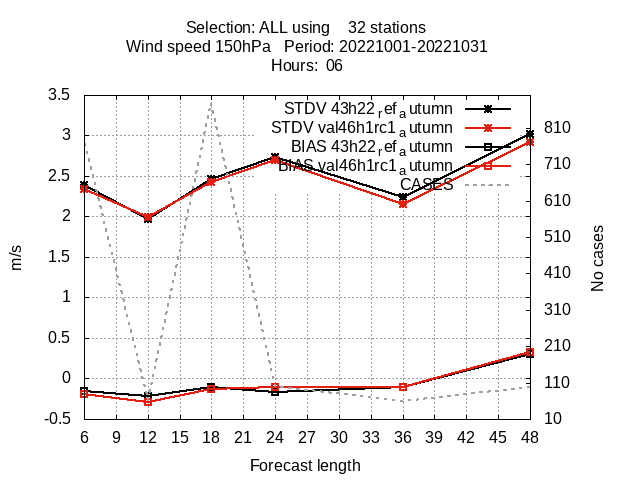 Selection: ALL using 32 stations
Wind speed 150hPa Period: 20221001-20221031
Hours: 06
STDV 43h22_ref_autumn
STDV val46h1rc1_autumn
BIAS 43h22_ref_autumn
BIAS val46h1rc1_autumn
CASES
3.5
3
2.5
2
1.5
1
0.5
0
-0.5
m/s
810
710
610
510
410
310
210
110
10
No cases
6 9 12 15 18 21 24 27 30 33 36 39 42 45 48
Forecast length